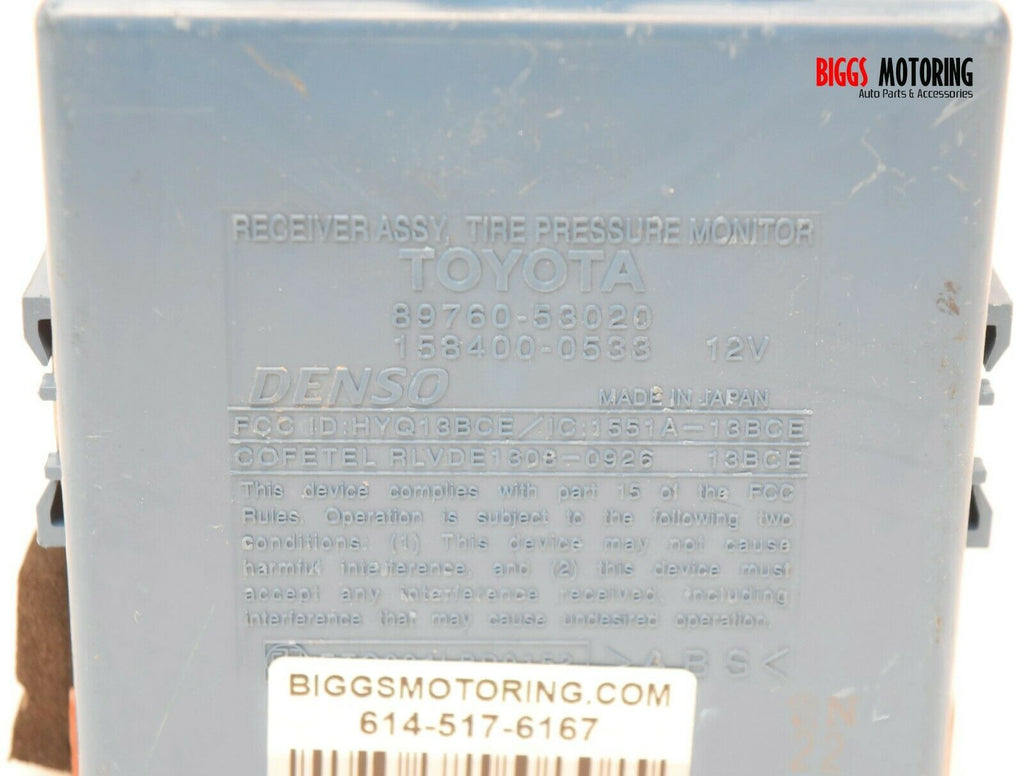 BIGGS MOTORING
Auto Parts & Accessories
RECEIVER ASSY, TIRE PRESSURE MONITOR
TOYOTA
89760-53020
158400-0533 12V
DENSO MADE IN JAPAN
FCC ID:HYQ13BCE/IC:1551A-13BCE
COFETEL RLVDE1308-0926 13BCE
This device complies with part 15 of the FCC
Rules. Operation is subject to the following two
conditions: (1) This device may not cause
harmful interference, and (2) this device must
accept any interference received, including
interference that may cause undesired operation.
>ABS<
BIGGSMOTORING.COM
614-517-6167